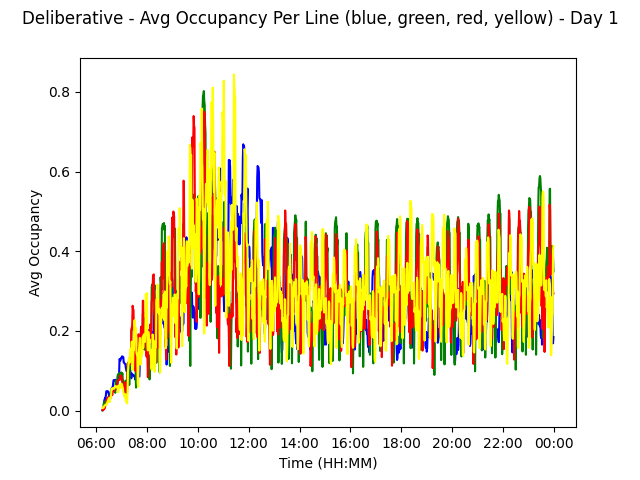 Deliberative - Avg Occupancy Per Line (blue, green, red, yellow) - Day 1
Avg Occupancy
0.8
0.6
0.4
0.2
0.0
06:00 08:00 10:00 12:00 14:00 16:00 18:00 20:00 22:00 00:00
Time (HH:MM)